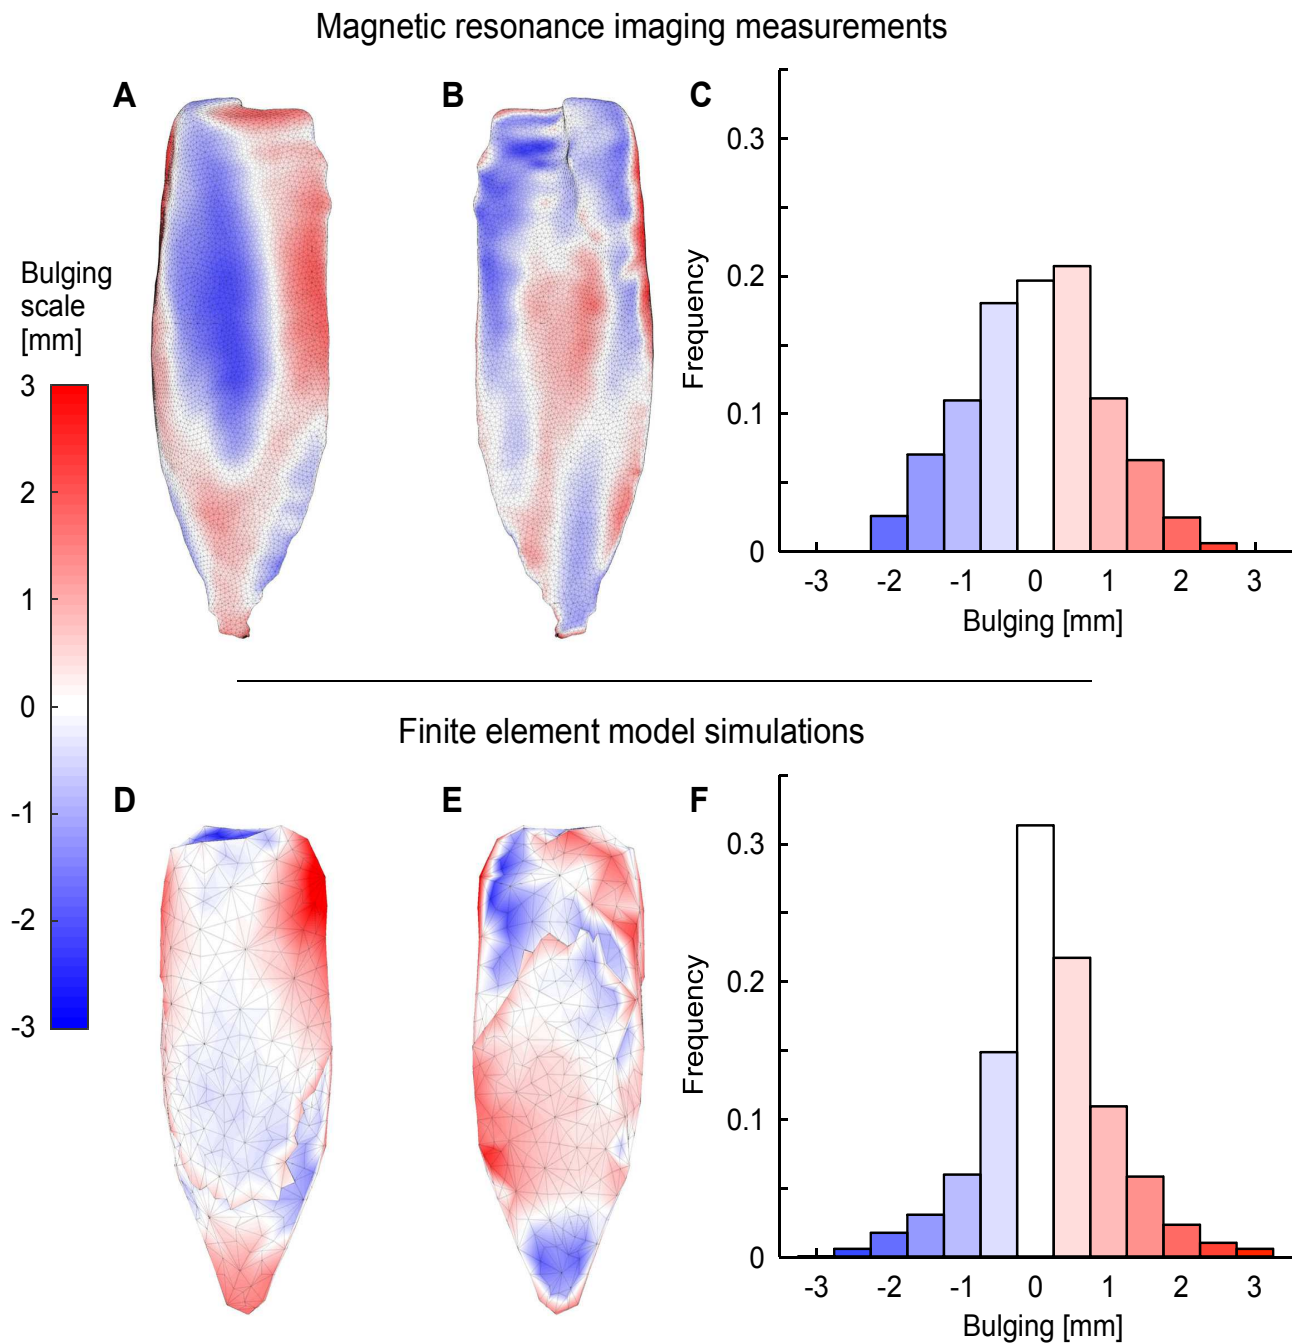 Magnetic resonance imaging measurements
A
B
C
Bulging
scale
[mm]
3
2
1
0
-1
-2
-3
Frequency
0.3
0.2
0.1
0
-3 -2 -1 0 1 2 3
Bulging [mm]
Finite element model simulations
D
E
F
Frequency
0.3
0.2
0.1
0
-3 -2 -1 0 1 2 3
Bulging [mm]